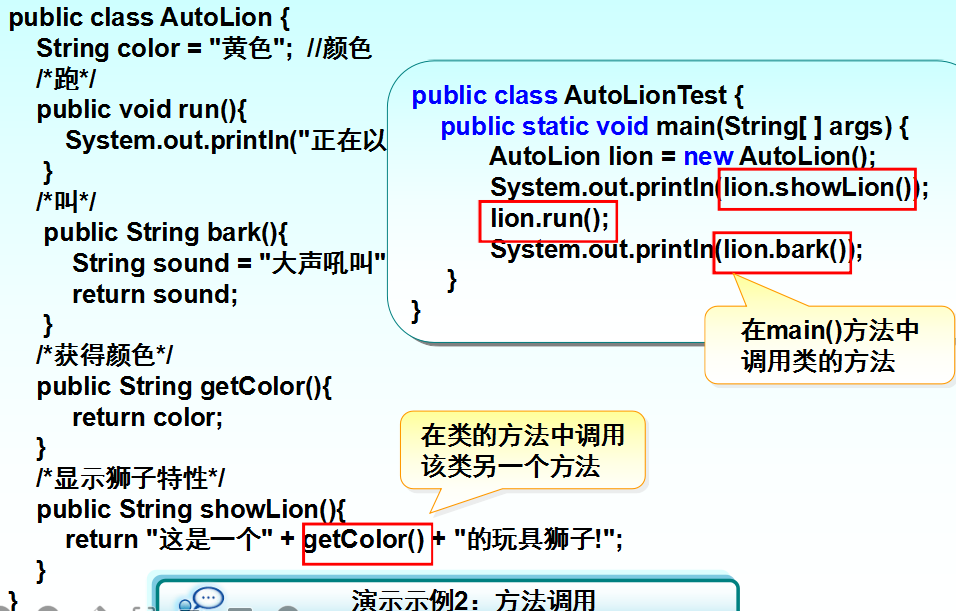 public class AutoLion {
String color = "黄色"; //颜色
/*跑*/
public void run(){
System.out.println("正在以
}
/*叫*/
public String bark(){
String sound = "大声吼叫"
return sound;
}
/*获得颜色*/
public String getColor(){
return color;
}
/*显示狮子特性*/
public String showLion(){
return "这是一个" + getColor() + "的玩具狮子!";
}
}
public class AutoLionTest {
public static void main(String[ ] args) {
AutoLion lion = new AutoLion();
System.out.println(lion.showLion());
lion.run();
System.out.println(lion.bark());
}
}
在main()方法中
调用类的方法
在类的方法中调用
该类另一个方法
演示示例2：方法调用